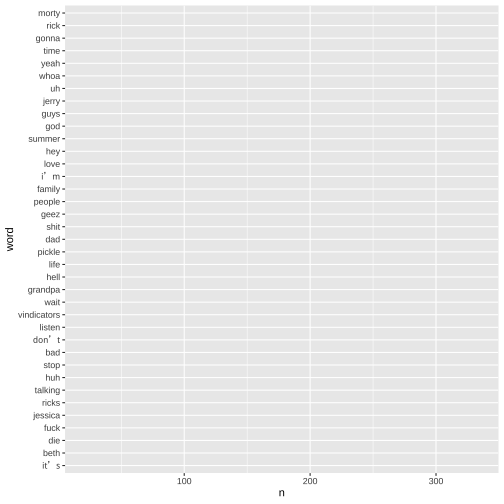 morty
rick
gonna
time
yeah
whoa
uh
jerry
guys
god
summer
hey
love
i’m
family
people
geez
shit
dad
pickle
life
hell
grandpa
wait
vindicators
listen
don’t
bad
stop
huh
talking
ricks
jessica
fuck
die
beth
it’s
word
100 200 300
n